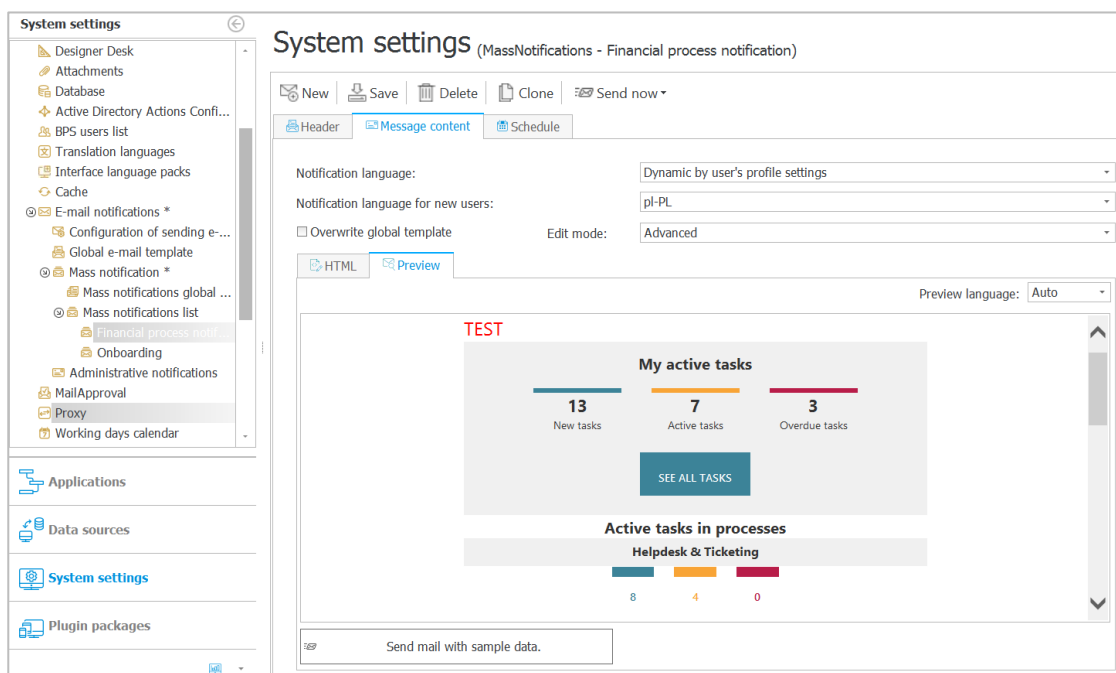 System settings
Designer Desk
Attachments
Database
Active Directory Actions Confi...
BPS users list
Translation languages
Interface language packs
Cache
E-mail notifications *
Configuration of sending e-...
Global e-mail template
Mass notification *
Mass notifications global ...
Mass notifications list
Financial process notif...
Onboarding
Administrative notifications
MailApproval
Proxy
Working days calendar
Applications
Data sources
System settings
Plugin packages
System settings (MassNotifications - Financial process notification)
New Save Delete Clone Send now
Header Message content Schedule
Notification language: Dynamic by user's profile settings
Notification language for new users: pl-PL
Overwrite global template Edit mode: Advanced
HTML Preview
Preview language: Auto
TEST
My active tasks
13 7 3
New tasks Active tasks Overdue tasks
SEE ALL TASKS
Active tasks in processes
Helpdesk & Ticketing
8 4 0
Send mail with sample data.